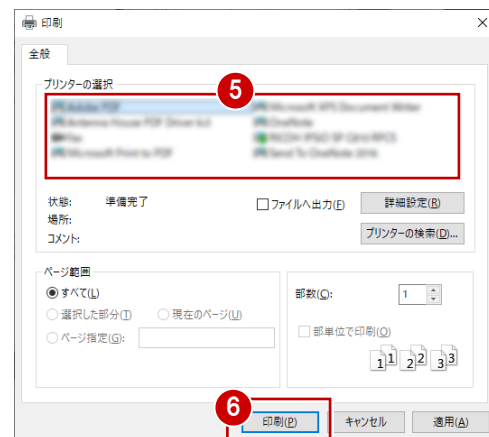 印刷
全般
プリンターの選択
5
状態: 準備完了
ファイルへ出力(F) 詳細設定(R)
場所:
コメント: プリンターの検索(D)...
ページ範囲
すべて(L)
部数(C): 1
選択した部分(T) 現在のページ(U)
部単位で印刷(O)
ページ指定(G):
11 22 33
6
印刷(P) キャンセル 適用(A)